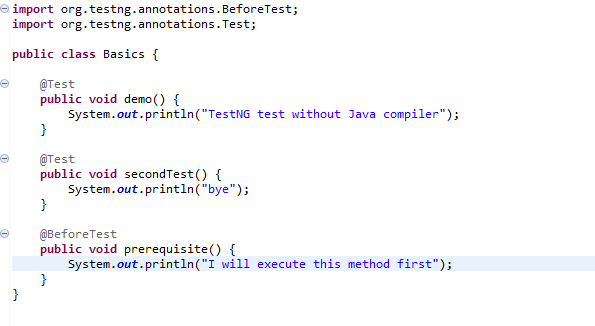 import org.testng.annotations.BeforeTest;
import org.testng.annotations.Test;

public class Basics {

    @Test
    public void demo() {
        System.out.println("TestNG test without Java compiler");
    }

    @Test
    public void secondTest() {
        System.out.println("bye");
    }

    @BeforeTest
    public void prerequisite() {
        System.out.println("I will execute this method first");
    }
}